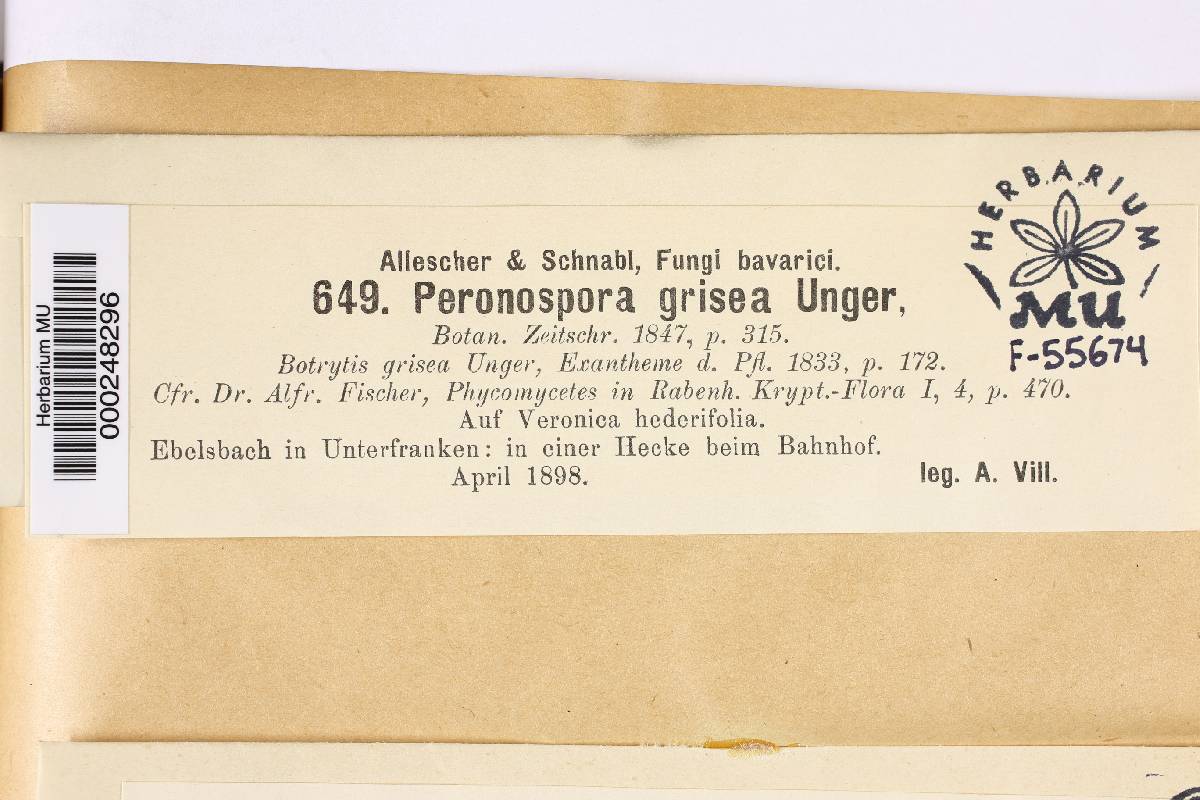 Herbarium MU
000248296
Allescher & Schnabl, Fungi bavarici.
649. Peronospora grisea Unger,
Botan. Zeitschr. 1847, p. 315.
Botrytis grisea Unger, Exantheme d. Pfl. 1833, p. 172.
Cfr. Dr. Alfr. Fischer, Phycomycetes in Rabenh. Krypt.-Flora I, 4, p. 470.
Auf Veronica hederifolia.
Ebelsbach in Unterfranken: in einer Hecke beim Bahnhof.
April 1898.
leg. A. Vill.
HERBARIUM
MU
F-55674